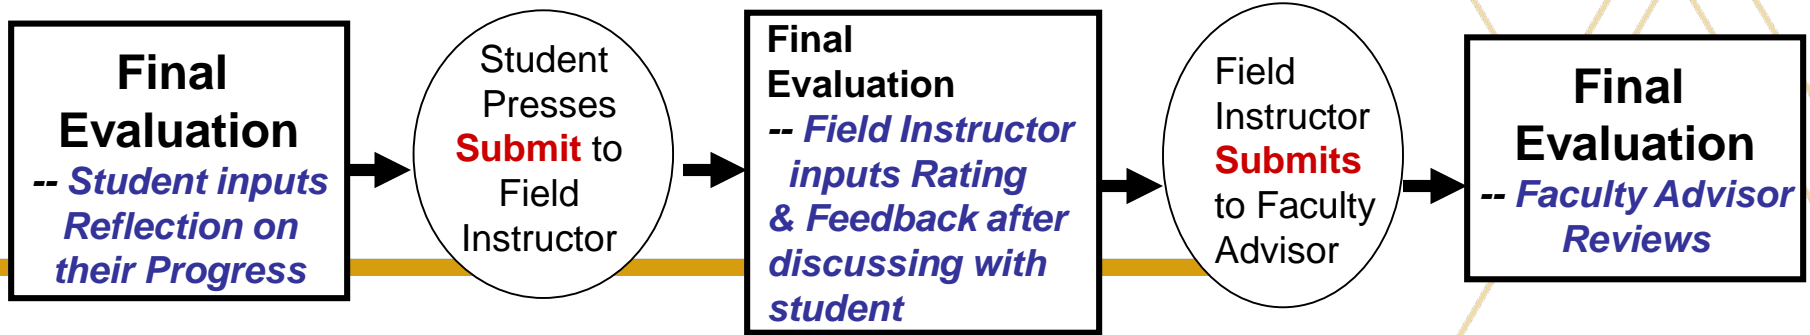 Final
Evaluation
-- Student inputs
Reflection on
their Progress
Student
Presses
Submit to
Field
Instructor
Final
Evaluation
-- Field Instructor
inputs Rating
& Feedback after
discussing with
student
Field
Instructor
Submits
to Faculty
Advisor
Final
Evaluation
-- Faculty Advisor
Reviews